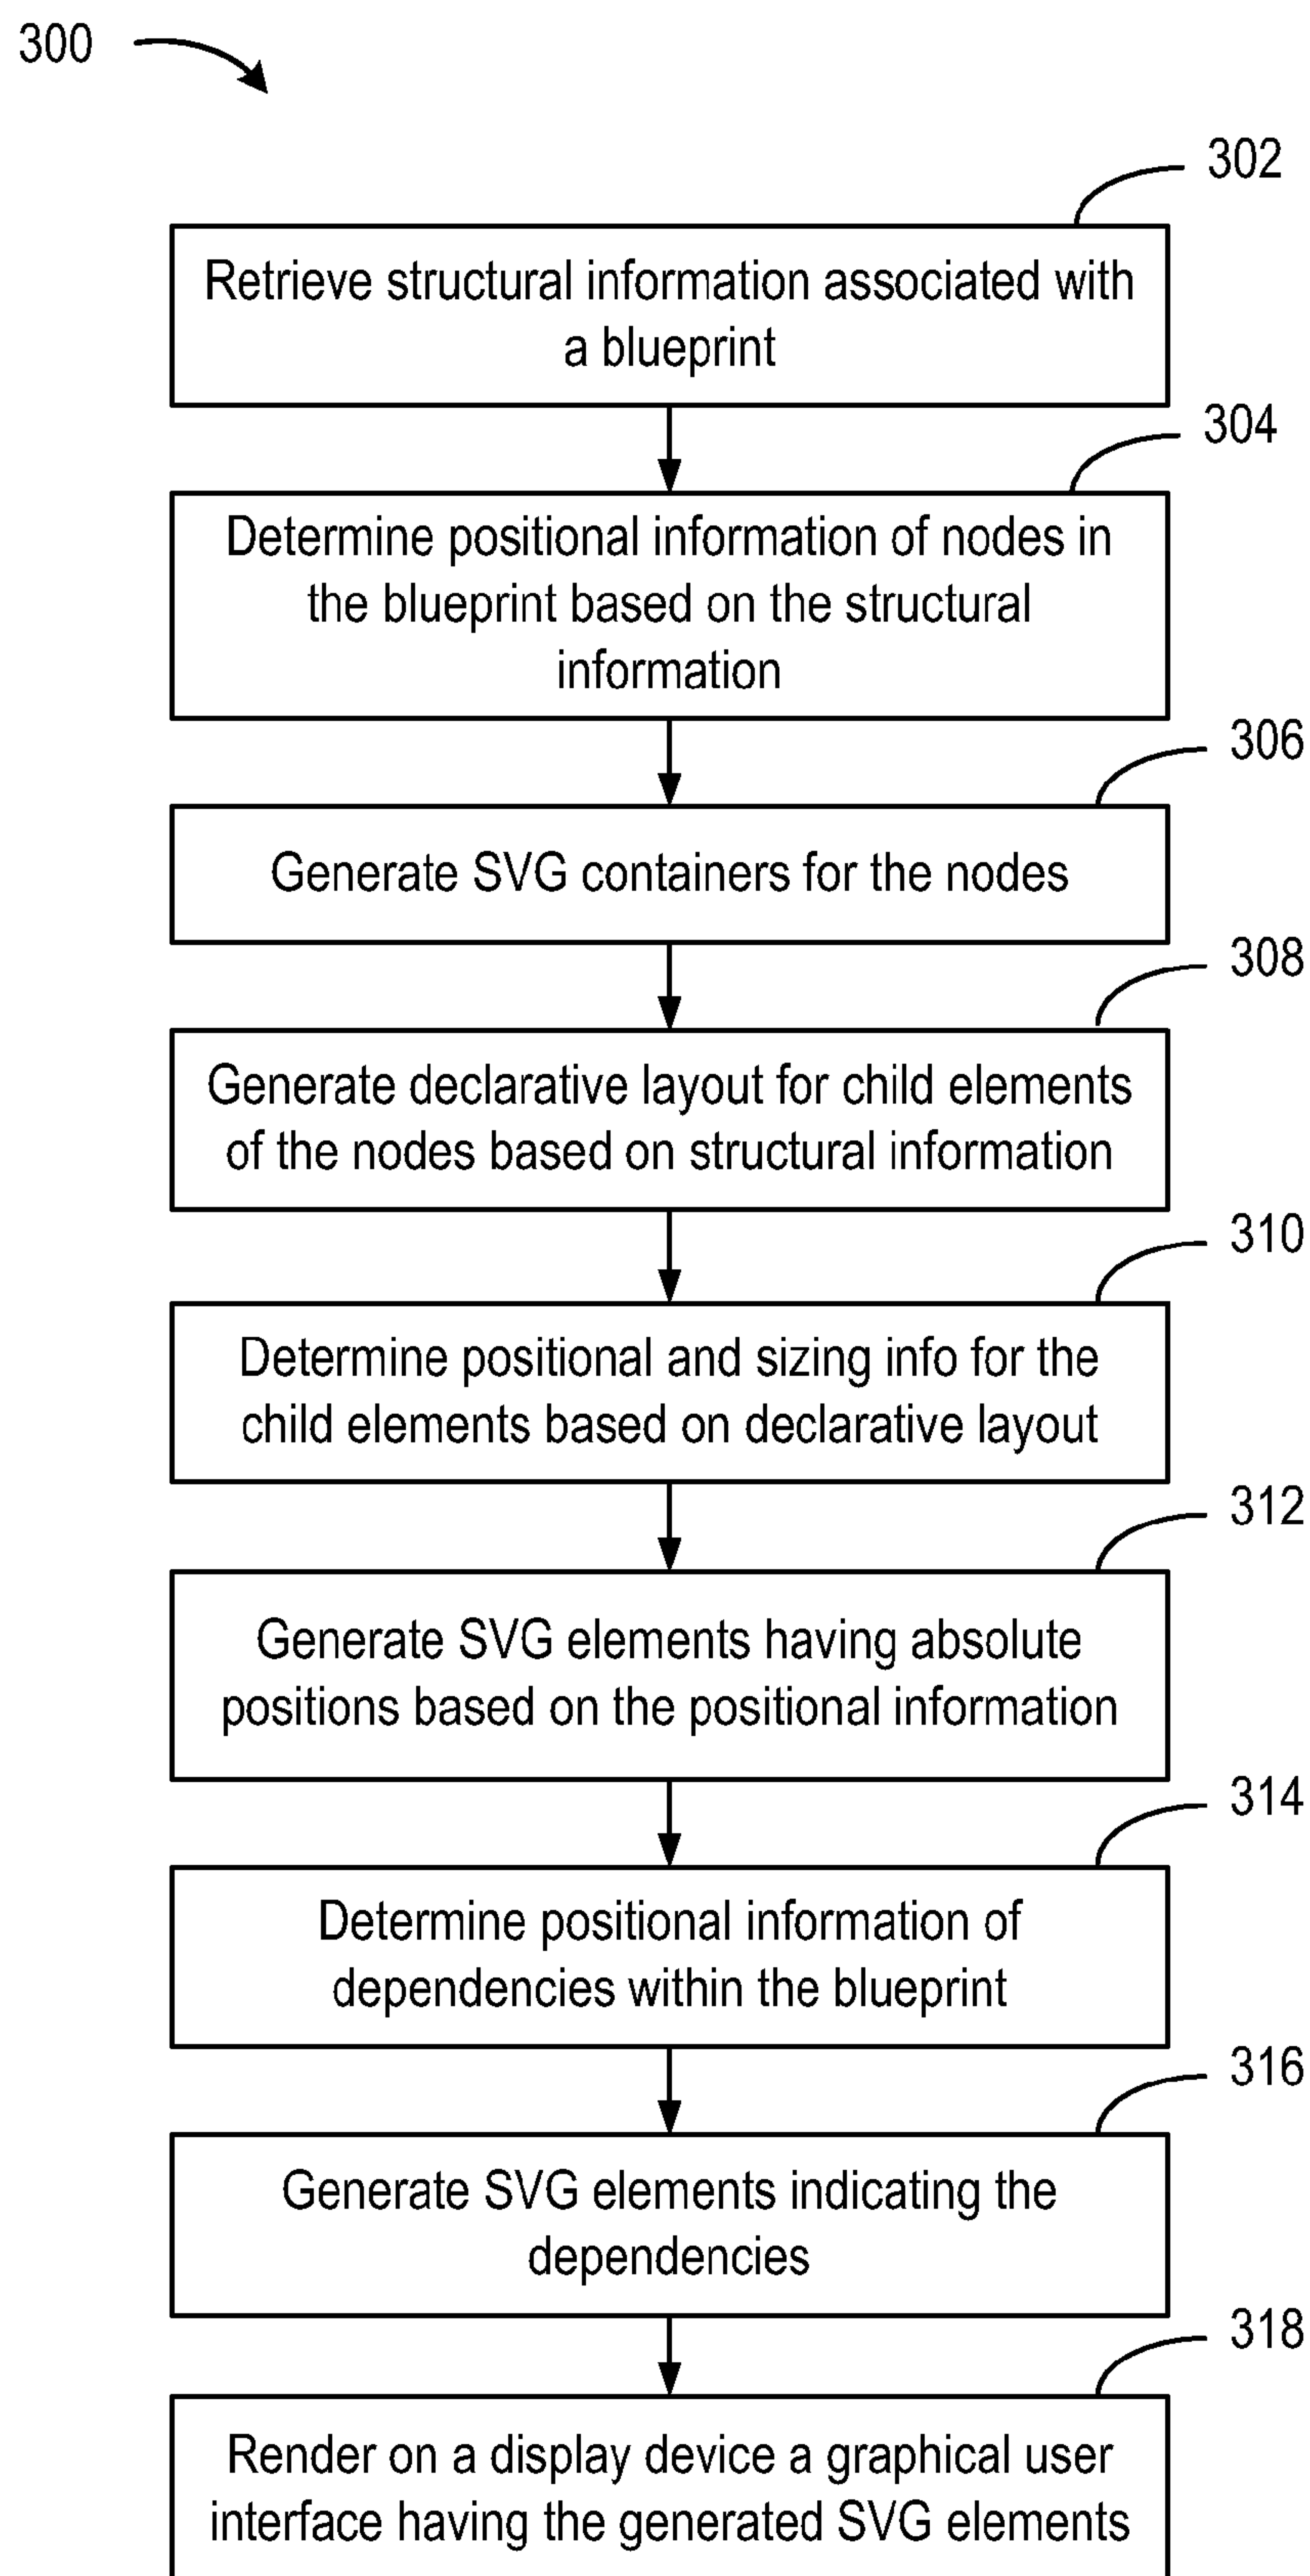 300
302
Retrieve structural information associated with
a blueprint
304
Determine positional information of nodes in
the blueprint based on the structural
information
306
Generate SVG containers for the nodes
308
Generate declarative layout for child elements
of the nodes based on structural information
310
Determine positional and sizing info for the
child elements based on declarative layout
312
Generate SVG elements having absolute
positions based on the positional information
314
Determine positional information of
dependencies within the blueprint
316
Generate SVG elements indicating the
dependencies
318
Render on a display device a graphical user
interface having the generated SVG elements